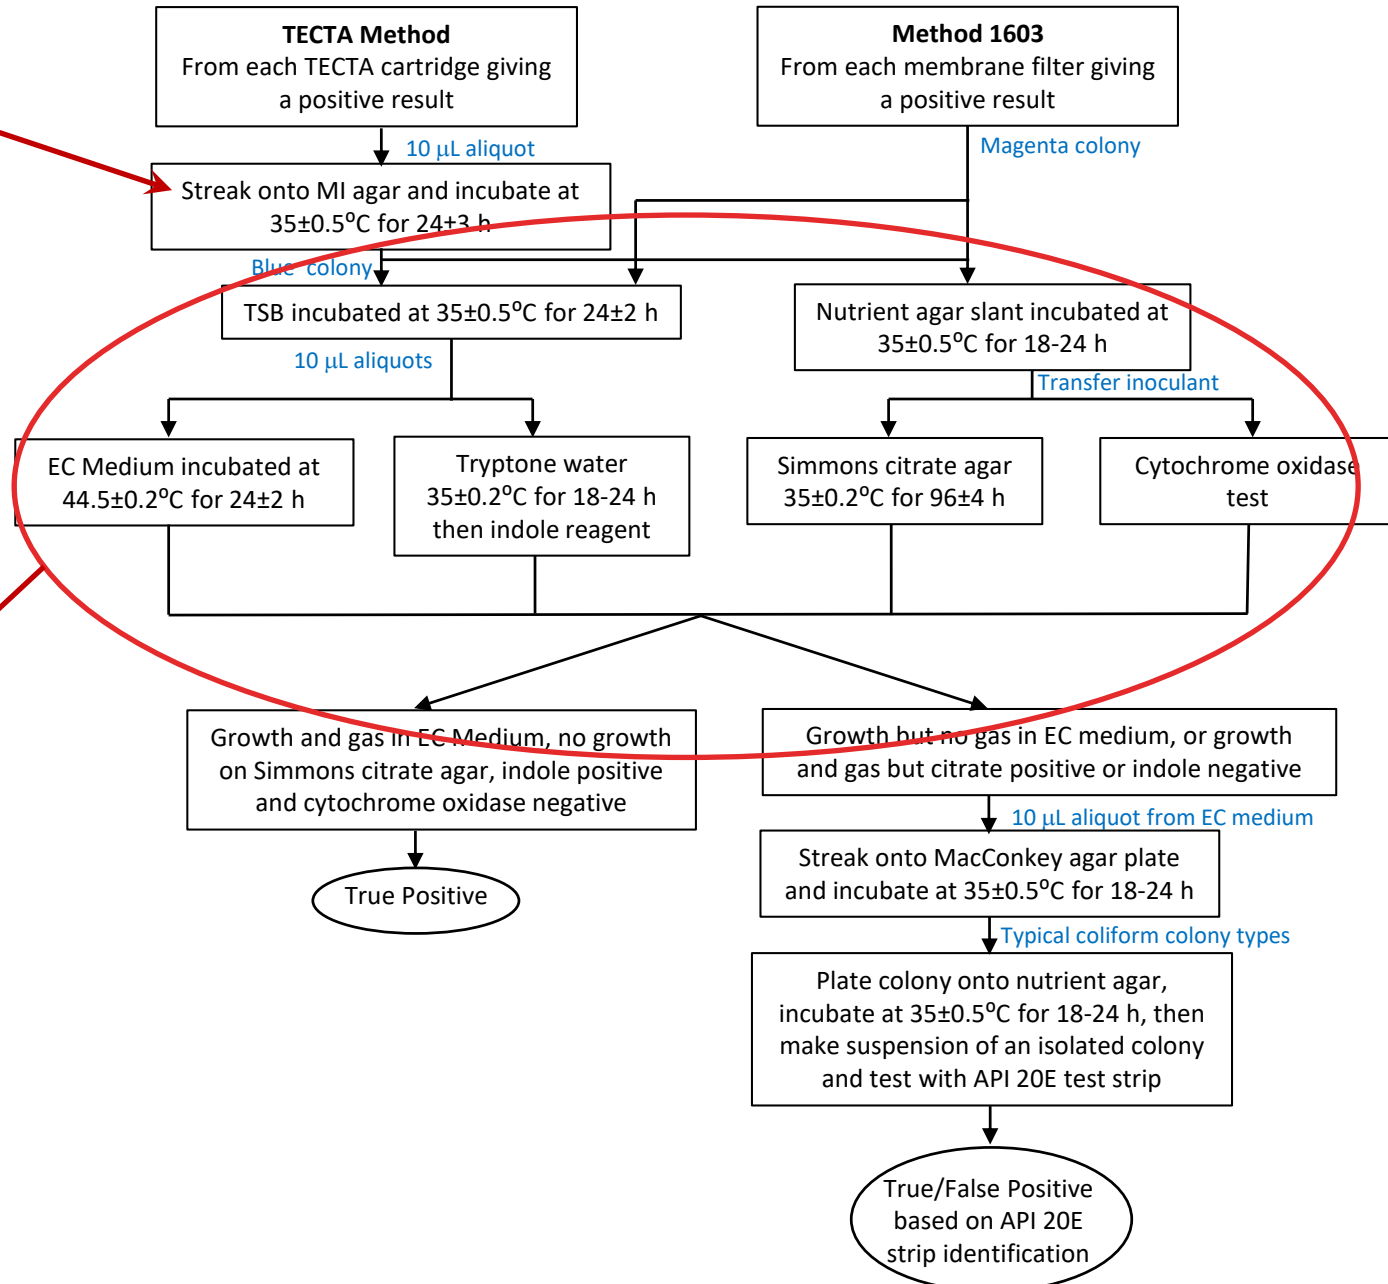 TECTA Method
From each TECTA cartridge giving
a positive result
Method 1603
From each membrane filter giving
a positive result
10 µL aliquot
Magenta colony
Streak onto MI agar and incubate at
35±0.5⁰C for 24±3 h
Blue colony
TSB incubated at 35±0.5⁰C for 24±2 h
Nutrient agar slant incubated at
35±0.5⁰C for 18-24 h
10 µL aliquots
Transfer inoculant
EC Medium incubated at
44.5±0.2⁰C for 24±2 h
Tryptone water
35±0.2⁰C for 18-24 h
then indole reagent
Simmons citrate agar
35±0.2⁰C for 96±4 h
Cytochrome oxidase
test
Growth and gas in EC Medium, no growth
on Simmons citrate agar, indole positive
and cytochrome oxidase negative
Growth but no gas in EC medium, or growth
and gas but citrate positive or indole negative
10 µL aliquot from EC medium
True Positive
Streak onto MacConkey agar plate
and incubate at 35±0.5⁰C for 18-24 h
Typical coliform colony types
Plate colony onto nutrient agar,
incubate at 35±0.5⁰C for 18-24 h, then
make suspension of an isolated colony
and test with API 20E test strip
True/False Positive
based on API 20E
strip identification